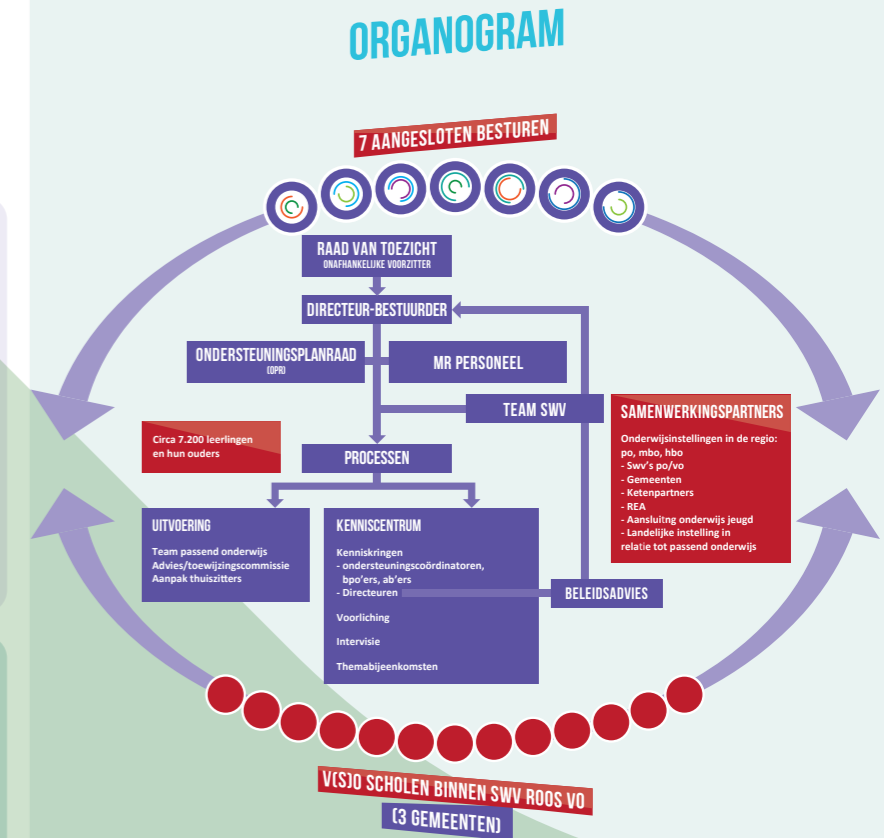 ORGANOGRAM
7 AANGESLOTEN BESTUREN
RAAD VAN TOEZICHT
ONAFHANKELIJKE VOORZITTER
DIRECTEUR-BESTUURDER
ONDERSTEUNINGSPLANRAAD
(OPR)
MR PERSONEEL
TEAM SWV
Circa 7.200 leerlingen
en hun ouders
PROCESSEN
SAMENWERKINGSPARTNERS
Onderwijsinstellingen in de regio:
po, mbo, hbo
- Swv's po/vo
- Gemeenten
- Ketenpartners
- REA
- Aansluitng onderwijs jeugd
- Landelijke instelling in
relatie tot passend onderwijs
UITVOERING
Team passend onderwijs
Advies/toewijzingscommissie
Aanpak thuiszitters
KENNISCENTRUM
Kenniskringen
- ondersteuningscoördinatoren,
bpo'ers, ab'ers
- Directeuren
Voorliching
Intervisie
Themabijeenkomsten
BELEIDSADVIES
V(S)O SCHOLEN BINNEN SWV ROOS VO
(3 GEMEENTEN)